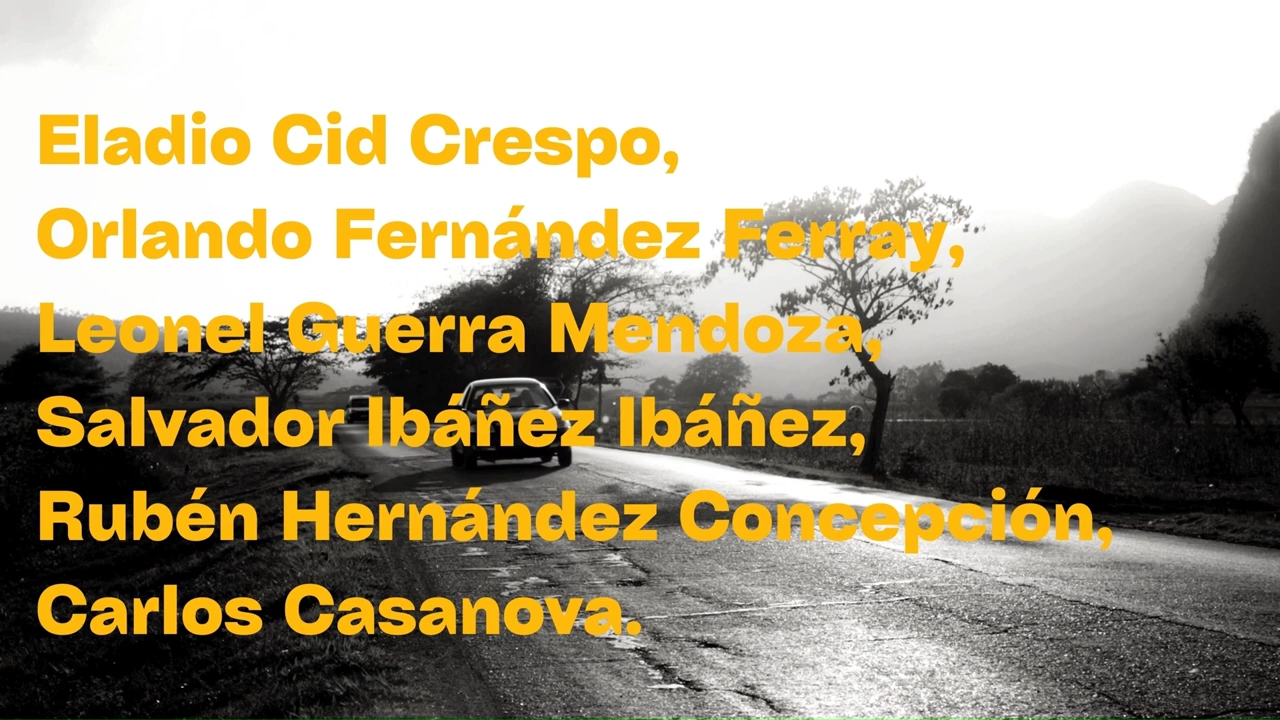 Eladio Cid Crespo,
Orlando Fernández Ferray,
Leonel Guerra Mendoza,
Salvador Ibáñez Ibáñez,
Rubén Hernández Concepción,
Carlos Casanova.